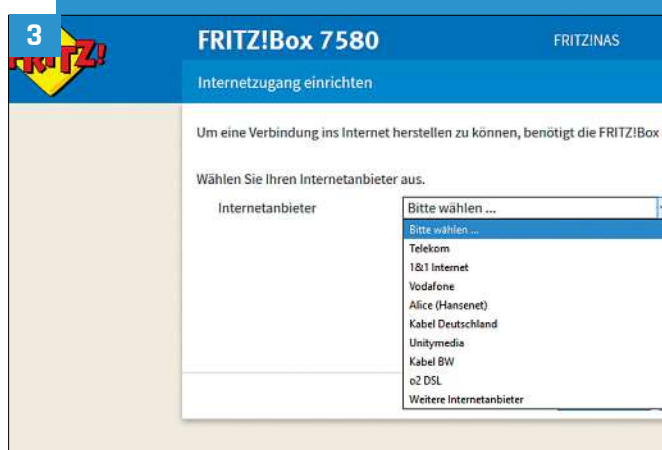 3
FRITZ!
FRITZ!Box 7580
FRITZ!NAS
Internetzugang einrichten
Um eine Verbindung ins Internet herstellen zu können, benötigt die FRITZ!Box
Wählen Sie Ihren Internetanbieter aus.
Internetanbieter
Bitte wählen ...
Bitte wählen ...
Telekom
1&1 Internet
Vodafone
Alice (Hansenet)
Kabel Deutschland
Unitymedia
Kabel BW
o2 DSL
Weitere Internetanbieter